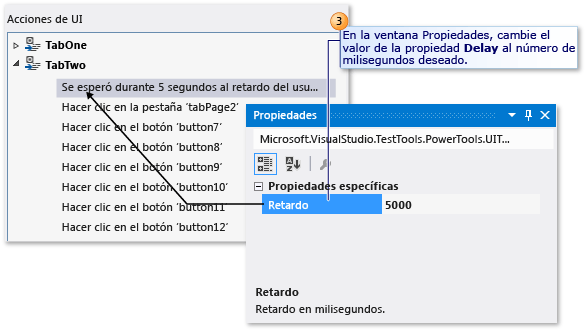 Acciones de UI
TabOne
TabTwo
Se esperó durante 5 segundos al retardo del usu...
Hacer clic en la pestaña 'tabPage2'
Hacer clic en el botón 'button7'
Hacer clic en el botón 'button8'
Hacer clic en el botón 'button9'
Hacer clic en el botón 'button10'
Hacer clic en el botón 'button11'
Hacer clic en el botón 'button12'
3
En la ventana Propiedades, cambie el
valor de la propiedad Delay al número de
milisegundos deseado.
Propiedades
Microsoft.VisualStudio.TestTools.PowerTools.UIT...
Propiedades específicas
Retardo 5000
Retardo
Retardo en milisegundos.